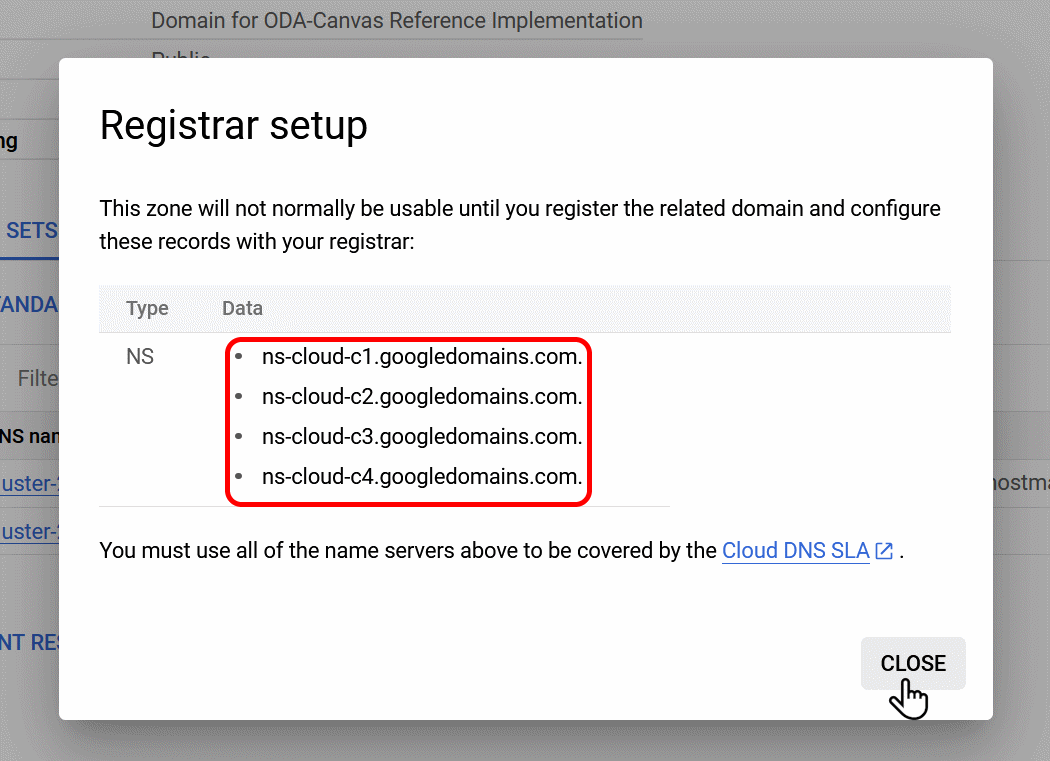 Domain for ODA-Canvas Reference Implementation
Public
Registrar setup
ng
This zone will not normally be usable until you register the related domain and configure
SETS
these records with your registrar:
TANDA
Type Data
NS
• ns-cloud-c1.googledomains.com.
Filte
• ns-cloud-c2.googledomains.com.
NS nan
• ns-cloud-c3.googledomains.com.
uster-2
• ns-cloud-c4.googledomains.com.
hostma
uster-2
You must use all of the name servers above to be covered by the Cloud DNS SLA .
NT RES
CLOSE